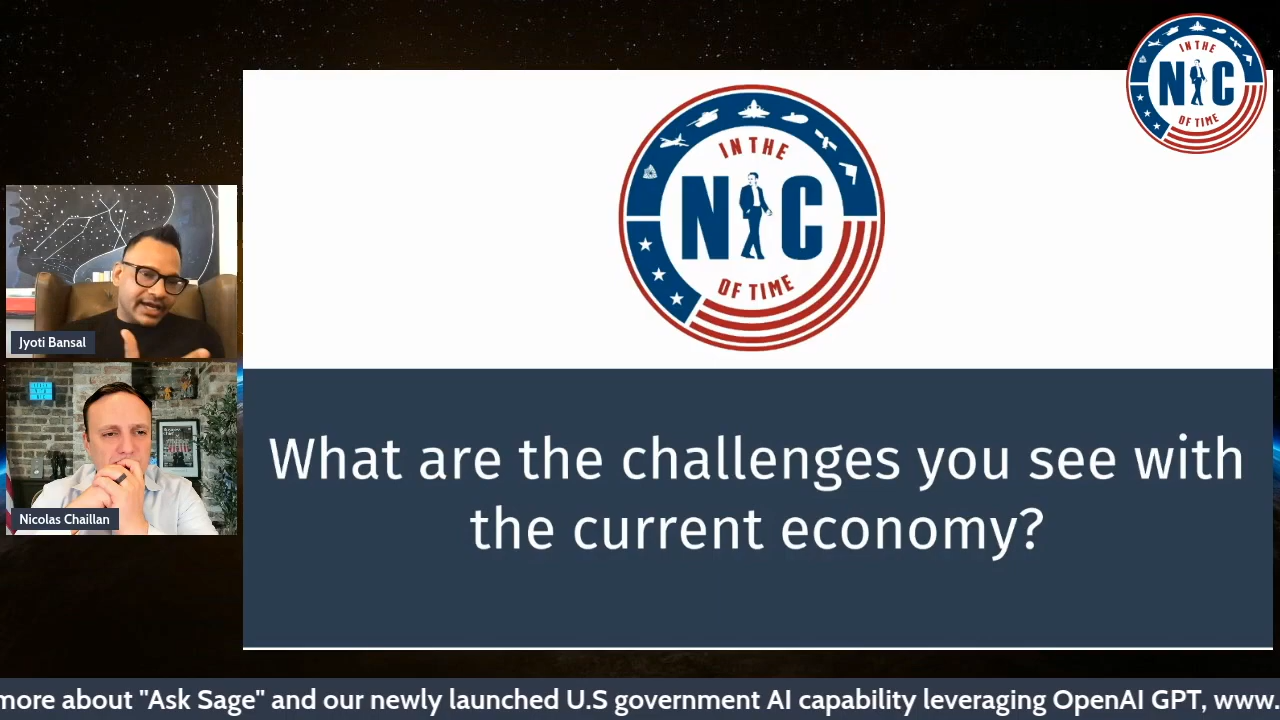 IN THE
NIC
OF TIME
IN THE
NIC
OF TIME
Jyoti Bansal
Nicolas Chaillan
What are the challenges you see with
the current economy?
more about "Ask Sage" and our newly launched U.S government AI capability leveraging OpenAI GPT, www.